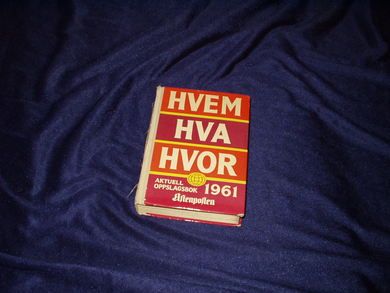 HVEM
HVA
HVOR
AKTUELL
OPPSLAGSBOK 1961
Aftenposten